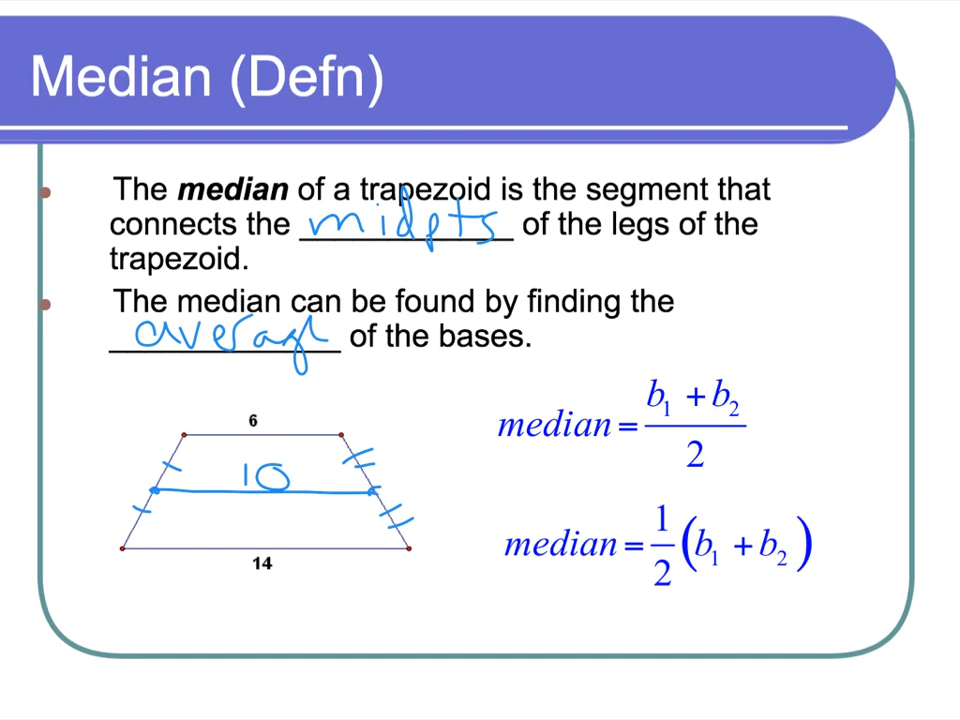 Median (Defn)
The median of a trapezoid is the segment that
connects the midpts of the legs of the
trapezoid.
The median can be found by finding the
average of the bases.
6
10
14
median = b₁ + b₂ / 2
median = 1/2 (b₁ + b₂)